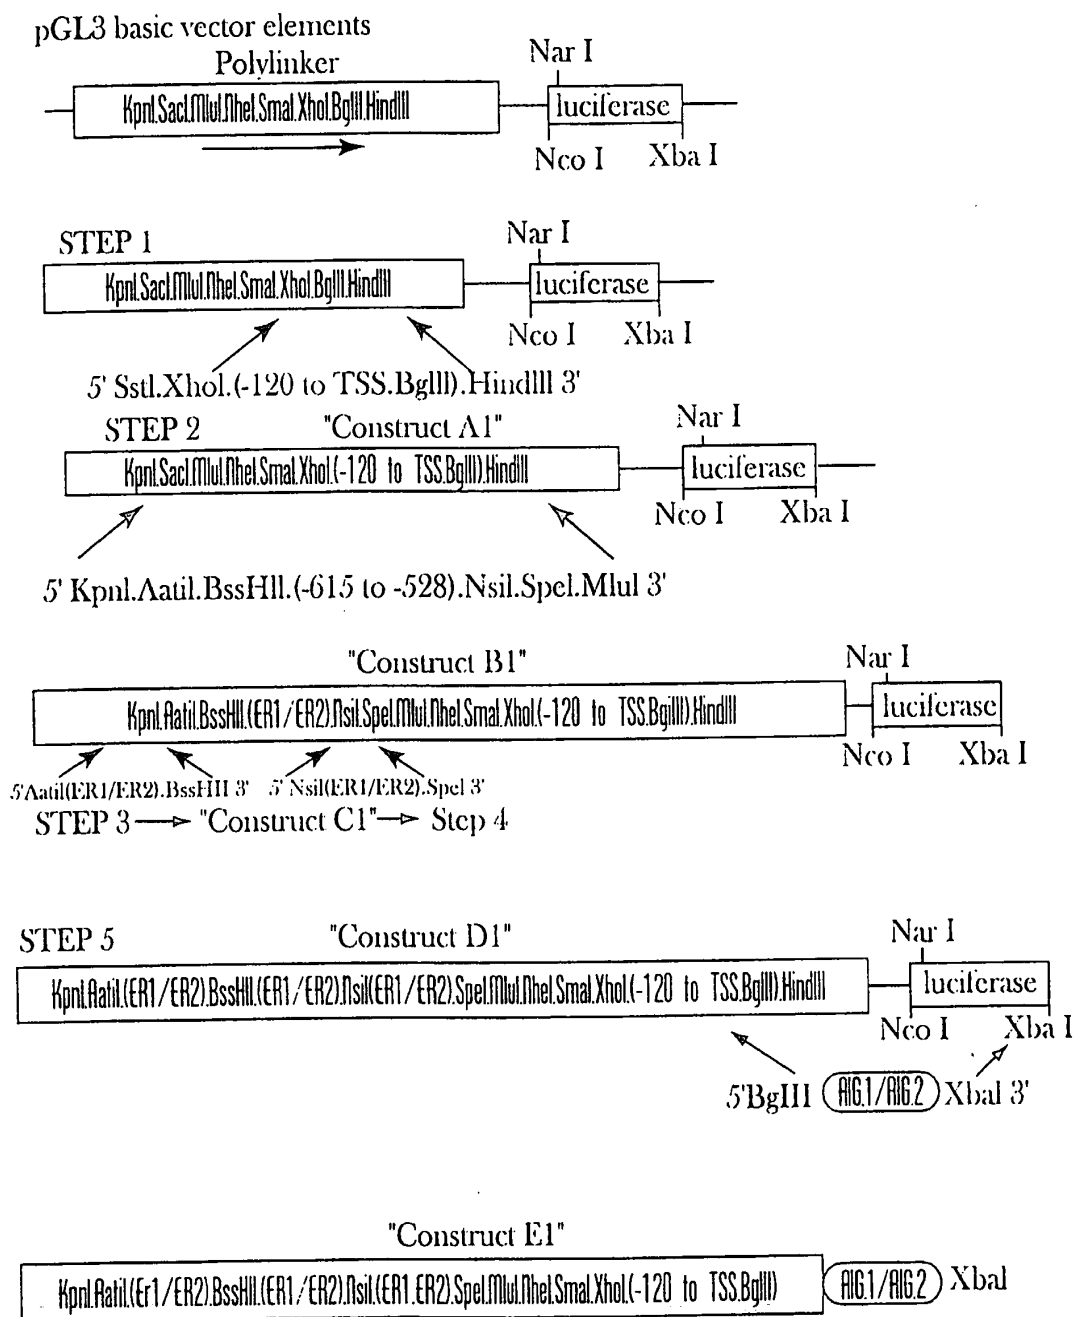 pGL3 basic vector elements
Polylinker
Nar I
KpnI.SacI.MluI.NheI.SmaI.XhoI.BglII.HindIII
luciferase
Nco I Xba I
STEP 1
Nar I
KpnI.SacI.MluI.NheI.SmaI.XhoI.BglII.HindIII
luciferase
Nco I Xba I
5' SstI.XhoI.(-120 to TSS.BglII).HindIII 3'
STEP 2 "Construct A1"
Nar I
KpnI.SacI.MluI.NheI.SmaI.XhoI.(-120 to TSS.BglII).HindIII
luciferase
Nco I Xba I
5' KpnI.AatiI.BssHII.(-615 to -528).NsiI.SpeI.MluI 3'
"Construct B1"
Nar I
KpnI.AatiI.BssHII.(ER1/ER2).NsiI.SpeI.MluI.NheI.SmaI.XhoI.(-120 to TSS.BgiIII).HindIII
luciferase
Nco I Xba I
5'AatiI(ER1/ER2).BssHII 3' 5' NsiI(ER1/ER2).SpeI 3'
STEP 3 "Construct C1" Step 4
STEP 5 "Construct D1"
Nar I
KpnI.AatiI.(ER1/ER2).BssHII.(ER1/ER2).NsiI(ER1/ER2).SpeI.MluI.NheI.SmaI.XhoI.(-120 to TSS.BglII).HindIII
luciferase
Nco I Xba I
5'BgIII AIG.1/AIG.2 XbaI 3'
"Construct E1"
KpnI.AatiI.(Er1/ER2).BssHII.(ER1/ER2).NsiI.(ER1.ER2).SpeI.MluI.NheI.SmaI.XhoI.(-120 to TSS.BglII)
AIG.1/AIG.2 XbaI